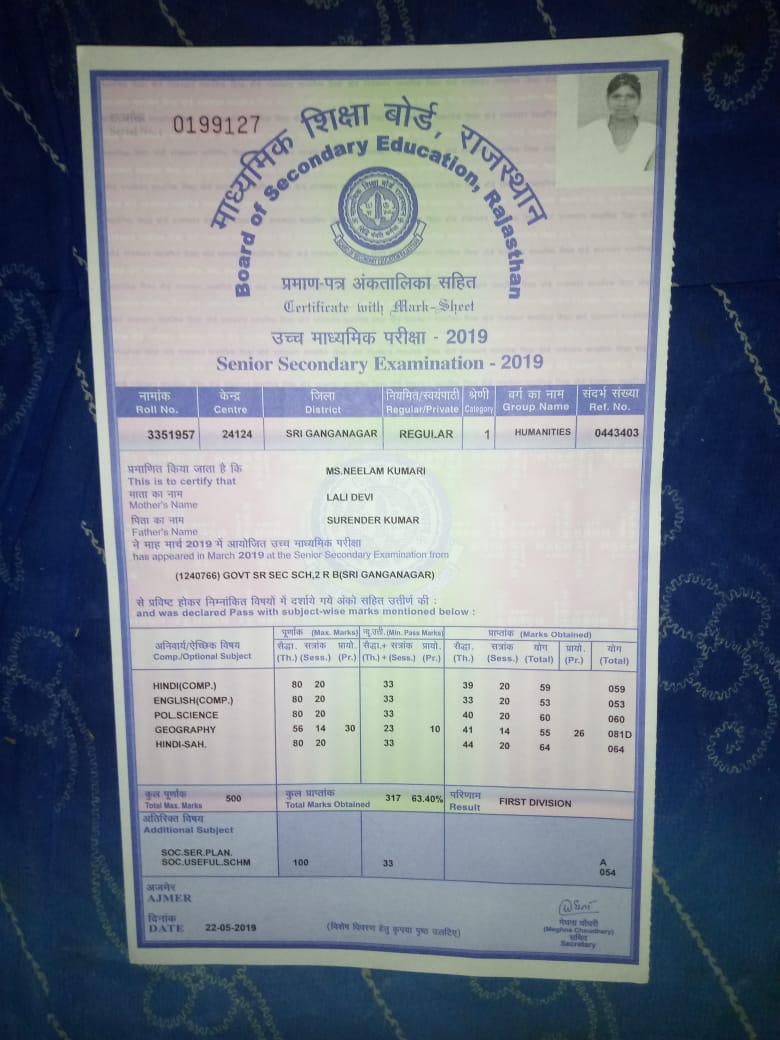 क्रमांक
Serial No. 0199127
माध्यमिक शिक्षा बोर्ड, राजस्थान
Board of Secondary Education, Rajasthan
प्रमाण-पत्र अंकतालिका सहित
Certificate with Mark-Sheet
उच्च माध्यमिक परीक्षा - 2019
Senior Secondary Examination - 2019
नामांक केन्द्र जिला नियमित/स्वयंपाठी श्रेणी वर्ग का नाम संदर्भ संख्या
Roll No. Centre District Regular/Private Category Group Name Ref. No.
3351957 24124 SRI GANGANAGAR REGULAR 1 HUMANITIES 0443403
प्रमाणित किया जाता है कि MS.NEELAM KUMARI
This is to certify that
माता का नाम LALI DEVI
Mother's Name
पिता का नाम SURENDER KUMAR
Father's Name
ने माह मार्च 2019 में आयोजित उच्च माध्यमिक परीक्षा
has appeared in March 2019 at the Senior Secondary Examination from
(1240766) GOVT SR SEC SCH,2 R B(SRI GANGANAGAR)
से प्रविष्ट होकर निम्नांकित विषयों में दर्शाये गये अंको सहित उत्तीर्ण की :
and was declared Pass with subject-wise marks mentioned below :
पूर्णांक (Max. Marks) न्यू.उत्ती. (Min. Pass Marks) प्राप्तांक (Marks Obtained)
अनिवार्य/ऐच्छिक विषय सैद्धा. सत्रांक प्रायो. सैद्धा.+ सत्रांक प्रायो. सैद्धा. सत्रांक योग प्रायो. योग
Comp./Optional Subject (Th.) (Sess.) (Pr.) (Th.) + (Sess.) (Pr.) (Th.) (Sess.) (Total) (Pr.) (Total)
HINDI(COMP.) 80 20 33 39 20 59 059
ENGLISH(COMP.) 80 20 33 33 20 53 053
POL.SCIENCE 80 20 33 40 20 60 060
GEOGRAPHY 56 14 30 23 10 41 14 55 26 081D
HINDI-SAH. 80 20 33 44 20 64 064
कुल पूर्णांक 500 कुल प्राप्तांक 317 63.40% परिणाम FIRST DIVISION
Total Max. Marks Total Marks Obtained Result
अतिरिक्त विषय
Additional Subject
SOC.SER.PLAN. A
SOC.USEFUL.SCHM 100 33 054
अजमेर
AJMER
दिनांक
DATE 22-05-2019 (विशेष विवरण हेतु कृपया पृष्ठ पलटिए)
मेघना चौधरी
(Meghna Choudhary)
सचिव
Secretary